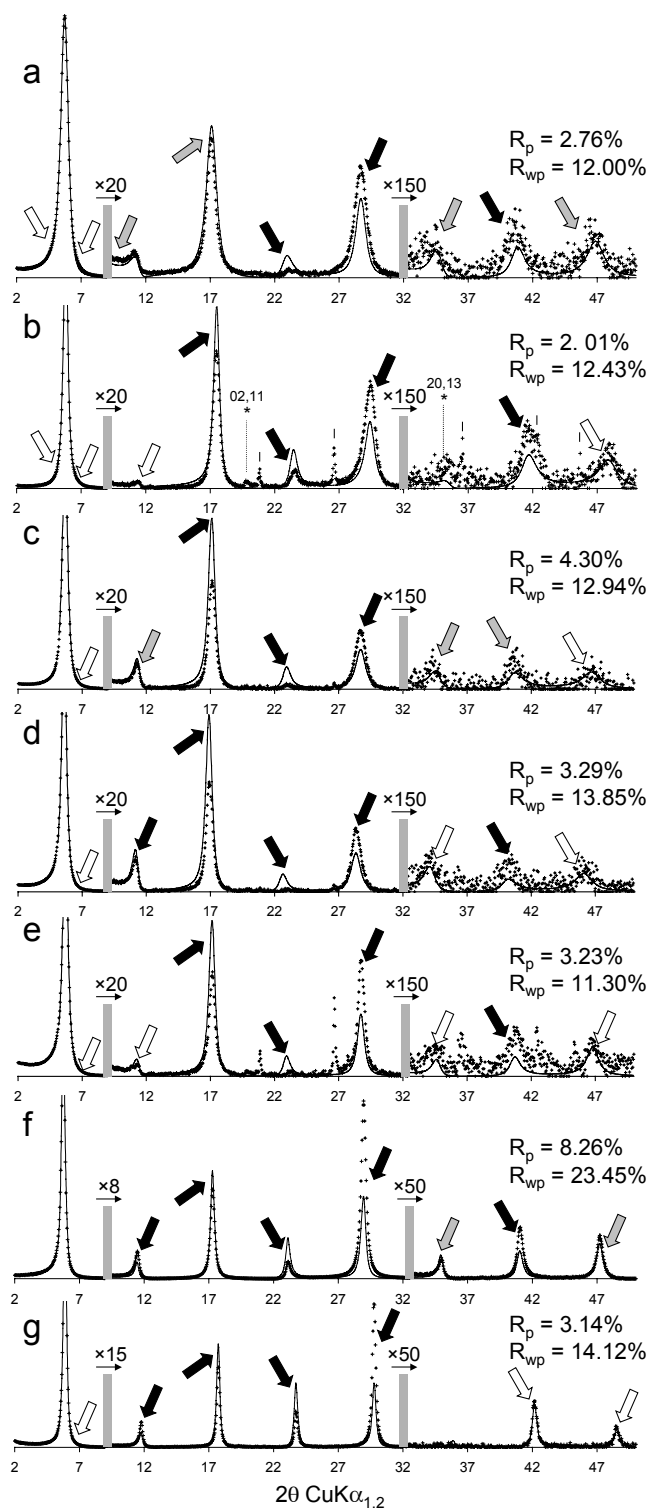 a
×20
×150
Rp = 2.76%
Rwp = 12.00%
2 7 12 17 22 27 32 37 42 47
b
×20
02,11
*
×150
20,13
*
Rp = 2. 01%
Rwp = 12.43%
2 7 12 17 22 27 32 37 42 47
c
×20
×150
Rp = 4.30%
Rwp = 12.94%
2 7 12 17 22 27 32 37 42 47
d
×20
×150
Rp = 3.29%
Rwp = 13.85%
2 7 12 17 22 27 32 37 42 47
e
×20
×150
Rp = 3.23%
Rwp = 11.30%
2 7 12 17 22 27 32 37 42 47
f
×8
×50
Rp = 8.26%
Rwp = 23.45%
2 7 12 17 22 27 32 37 42 47
g
×15
×50
Rp = 3.14%
Rwp = 14.12%
2 7 12 17 22 27 32 37 42 47
2θ CuKα1,2